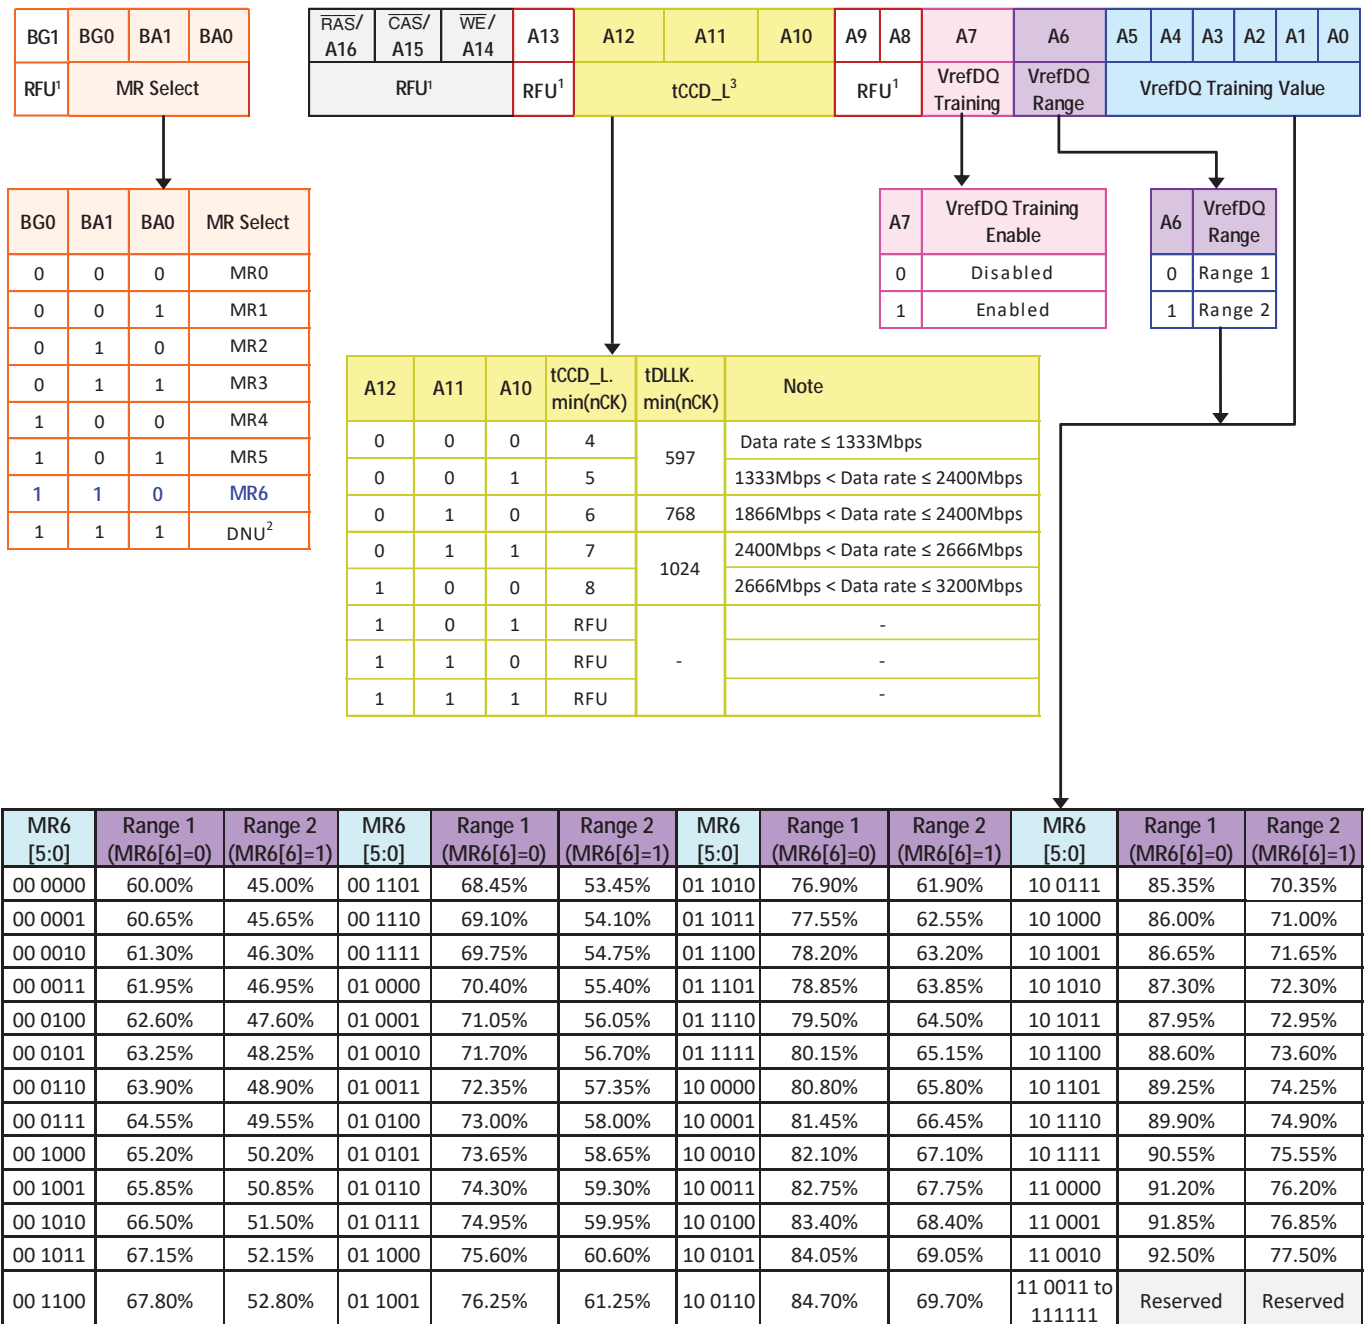 BG1 BG0 BA1 BA0
RFU¹ MR Select
RAS/ A16 CAS/ A15 WE/ A14 A13 A12 A11 A10 A9 A8 A7 A6 A5 A4 A3 A2 A1 A0
RFU¹ RFU¹ tCCD_L³ RFU¹ VrefDQ Training VrefDQ Range VrefDQ Training Value
BG0 BA1 BA0 MR Select
0 0 0 MR0
0 0 1 MR1
0 1 0 MR2
0 1 1 MR3
1 0 0 MR4
1 0 1 MR5
1 1 0 MR6
1 1 1 DNU²
A7 VrefDQ Training Enable
0 Disabled
1 Enabled
A6 VrefDQ Range
0 Range 1
1 Range 2
A12 A11 A10 tCCD_L. min(nCK) tDLLK. min(nCK) Note
0 0 0 4 597 Data rate ≤ 1333Mbps
0 0 1 5 1333Mbps < Data rate ≤ 2400Mbps
0 1 0 6 768 1866Mbps < Data rate ≤ 2400Mbps
0 1 1 7 1024 2400Mbps < Data rate ≤ 2666Mbps
1 0 0 8 2666Mbps < Data rate ≤ 3200Mbps
1 0 1 RFU -
1 1 0 RFU - -
1 1 1 RFU -
MR6 [5:0] Range 1 (MR6[6]=0) Range 2 (MR6[6]=1) MR6 [5:0] Range 1 (MR6[6]=0) Range 2 (MR6[6]=1) MR6 [5:0] Range 1 (MR6[6]=0) Range 2 (MR6[6]=1) MR6 [5:0] Range 1 (MR6[6]=0) Range 2 (MR6[6]=1)
00 0000 60.00% 45.00% 00 1101 68.45% 53.45% 01 1010 76.90% 61.90% 10 0111 85.35% 70.35%
00 0001 60.65% 45.65% 00 1110 69.10% 54.10% 01 1011 77.55% 62.55% 10 1000 86.00% 71.00%
00 0010 61.30% 46.30% 00 1111 69.75% 54.75% 01 1100 78.20% 63.20% 10 1001 86.65% 71.65%
00 0011 61.95% 46.95% 01 0000 70.40% 55.40% 01 1101 78.85% 63.85% 10 1010 87.30% 72.30%
00 0100 62.60% 47.60% 01 0001 71.05% 56.05% 01 1110 79.50% 64.50% 10 1011 87.95% 72.95%
00 0101 63.25% 48.25% 01 0010 71.70% 56.70% 01 1111 80.15% 65.15% 10 1100 88.60% 73.60%
00 0110 63.90% 48.90% 01 0011 72.35% 57.35% 10 0000 80.80% 65.80% 10 1101 89.25% 74.25%
00 0111 64.55% 49.55% 01 0100 73.00% 58.00% 10 0001 81.45% 66.45% 10 1110 89.90% 74.90%
00 1000 65.20% 50.20% 01 0101 73.65% 58.65% 10 0010 82.10% 67.10% 10 1111 90.55% 75.55%
00 1001 65.85% 50.85% 01 0110 74.30% 59.30% 10 0011 82.75% 67.75% 11 0000 91.20% 76.20%
00 1010 66.50% 51.50% 01 0111 74.95% 59.95% 10 0100 83.40% 68.40% 11 0001 91.85% 76.85%
00 1011 67.15% 52.15% 01 1000 75.60% 60.60% 10 0101 84.05% 69.05% 11 0010 92.50% 77.50%
00 1100 67.80% 52.80% 01 1001 76.25% 61.25% 10 0110 84.70% 69.70% 11 0011 to 111111 Reserved Reserved